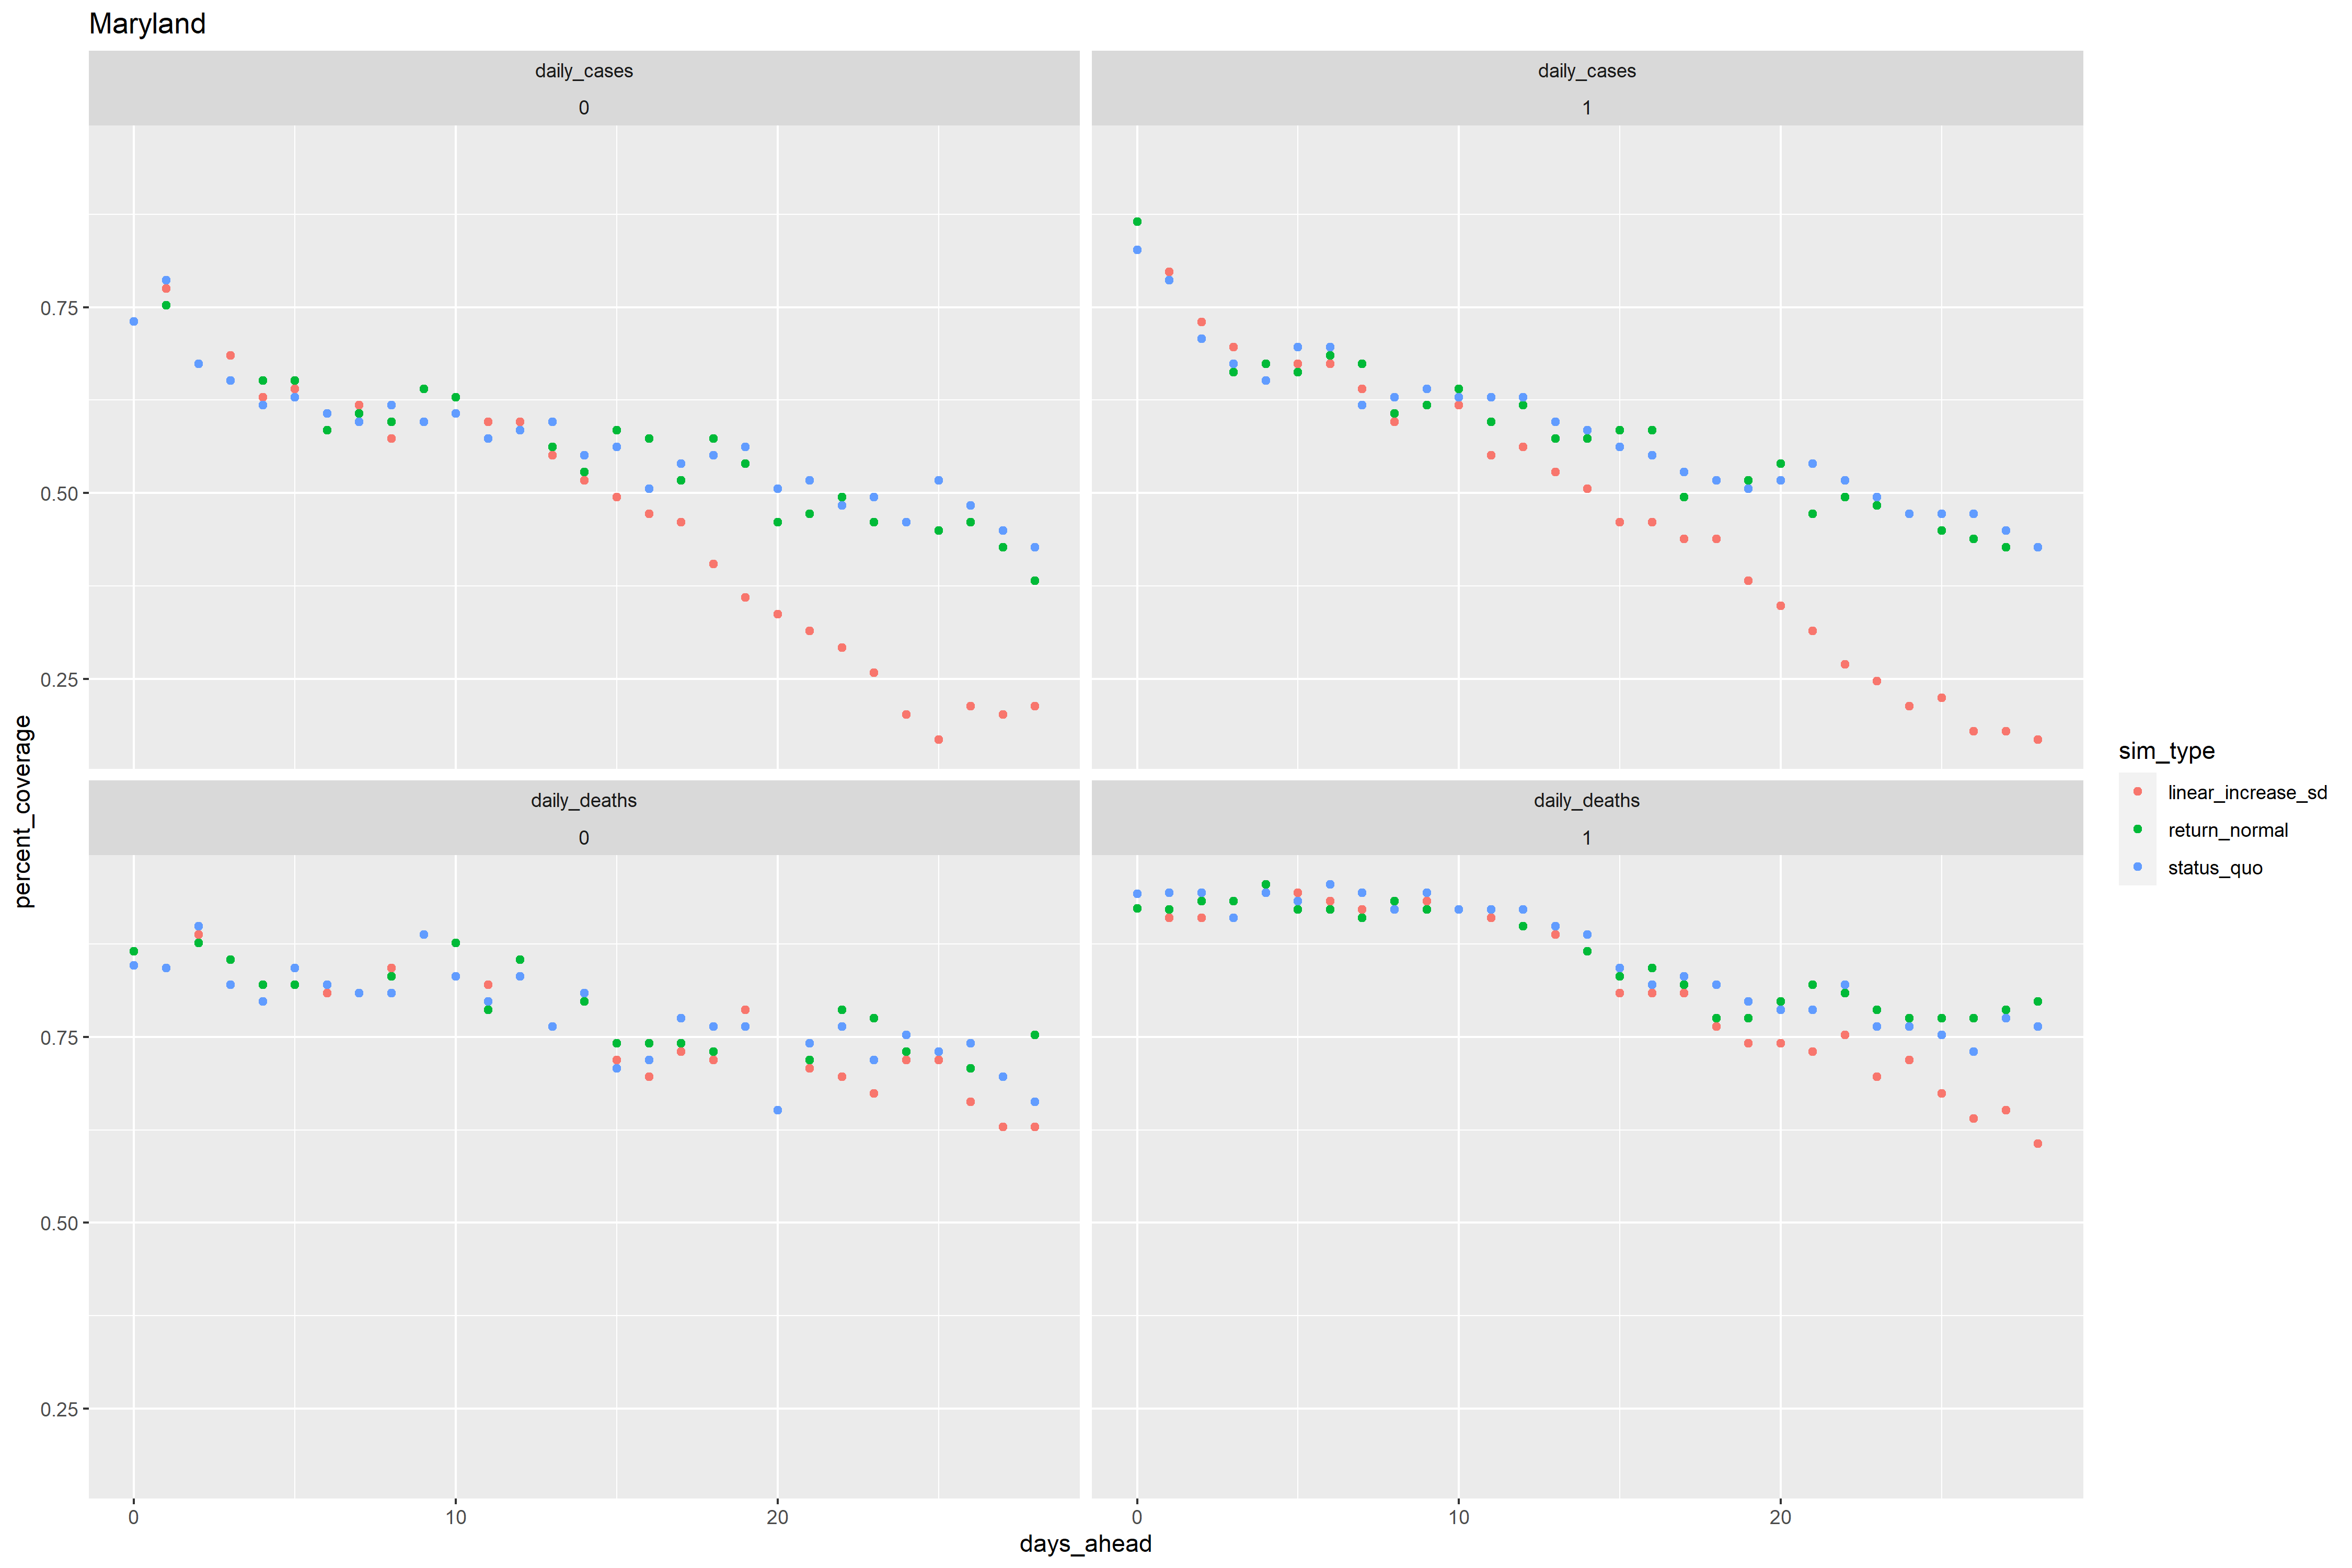 Maryland
daily_cases
0
daily_cases
1
0.75
0.50
0.25
daily_deaths
0
daily_deaths
1
0.75
0.50
0.25
0
10
20
0
10
20
days_ahead
percent_coverage
sim_type
linear_increase_sd
return_normal
status_quo